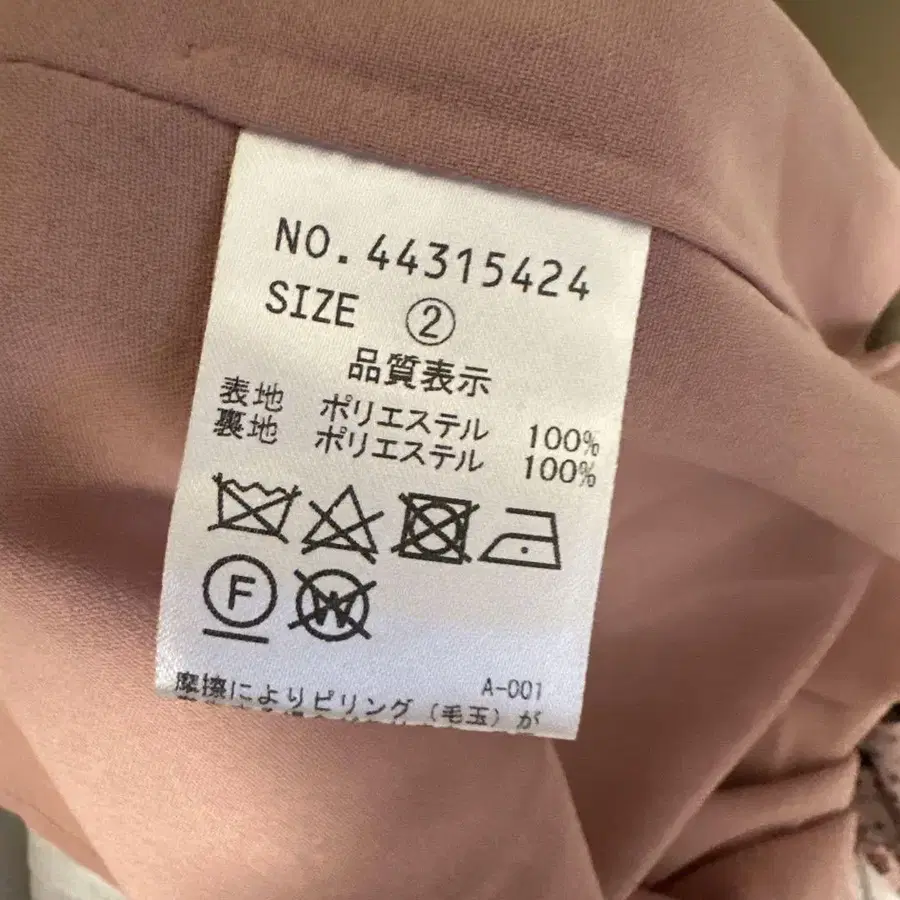 NO.44315424
SIZE ②
品質表示
表地 ポリエステル 100%
裏地 ポリエステル 100%
F
W
A-001
摩擦によりピリング(毛玉)が